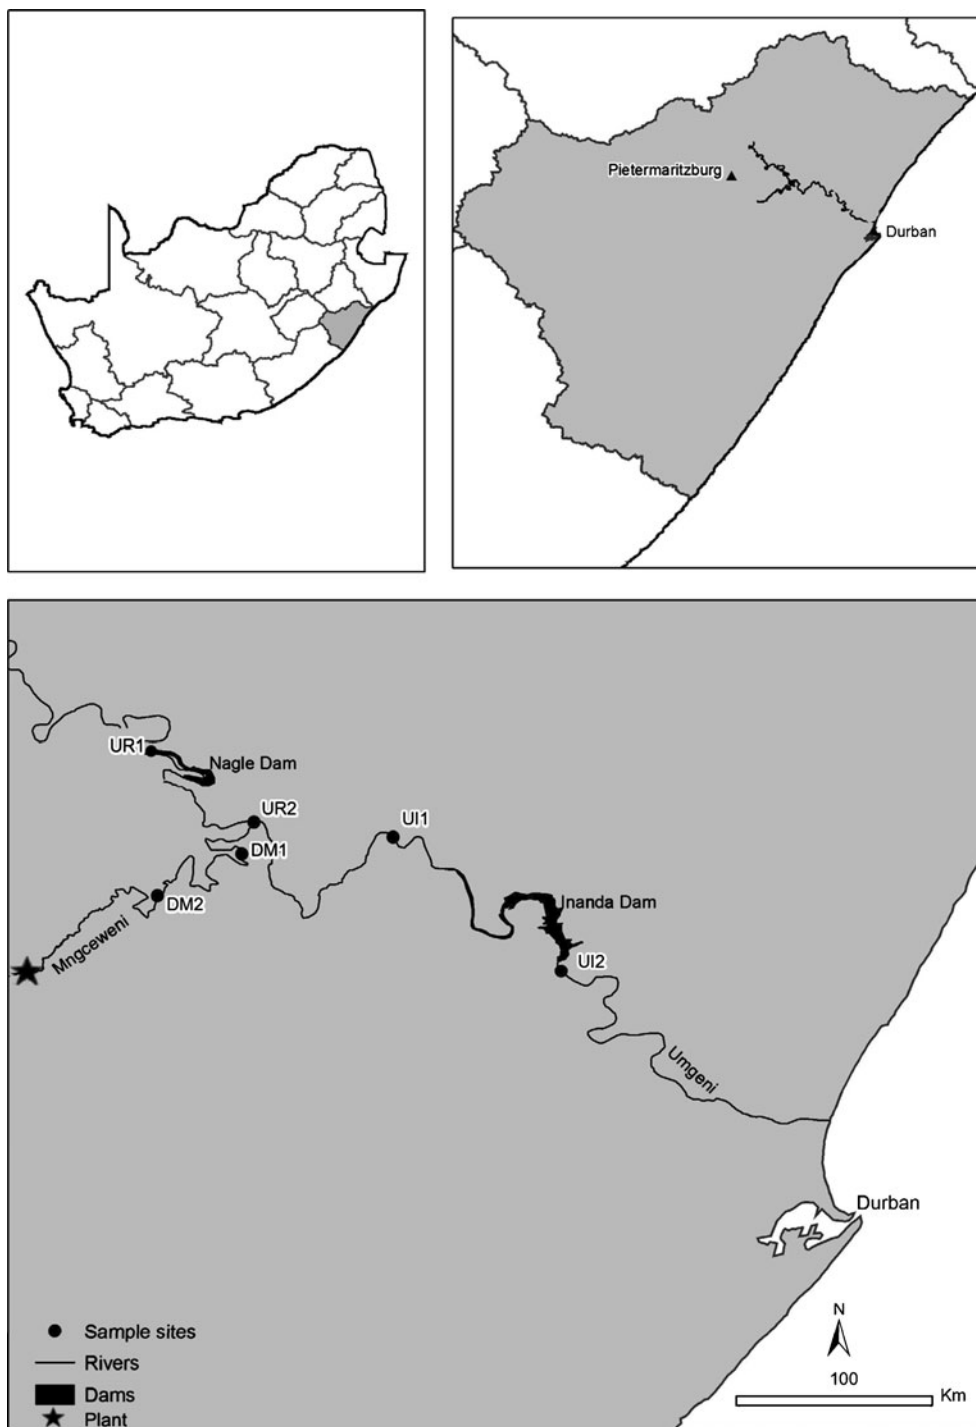 Pietermaritzburg
Durban
UR1
Nagle Dam
UR2
UI1
DM1
DM2
Inanda Dam
Mngceweni
UI2
Umgeni
Durban
Sample sites
Rivers
Dams
Plant
N
100
Km